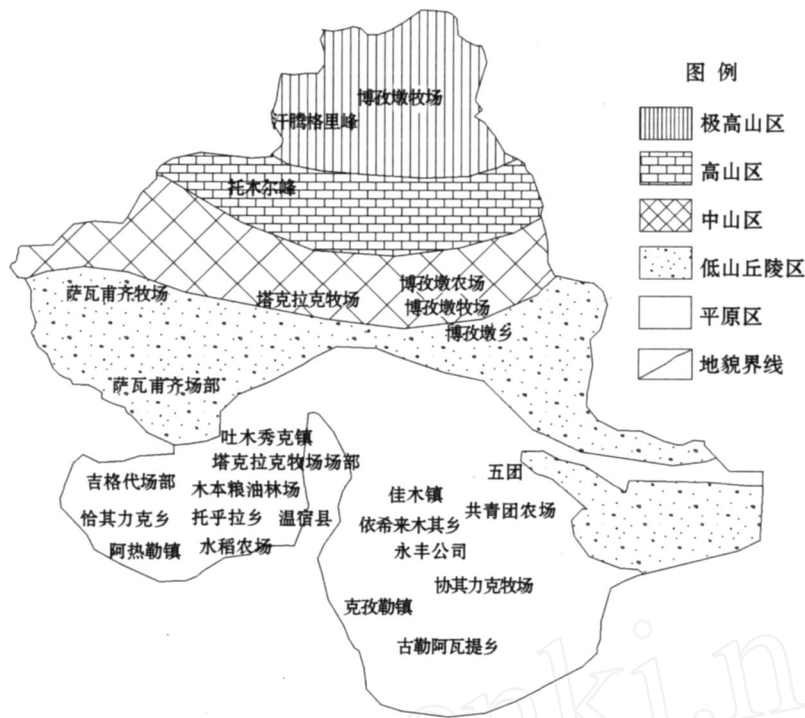 博孜墩牧场
汗腾格里峰
托木尔峰
萨瓦甫齐牧场
塔克拉克牧场
博孜墩农场
博孜墩牧场
博孜墩乡
萨瓦甫齐场部
吐木秀克镇
塔克拉克牧场场部
吉格代场部
木本粮油林场
恰其力克乡
托乎拉乡
温宿县
阿热勒镇
水稻农场
五团
佳木镇
共青团农场
依希来木其乡
永丰公司
协其力克牧场
克孜勒镇
古勒阿瓦提乡
图例
极高山区
高山区
中山区
低山丘陵区
平原区
地貌界线